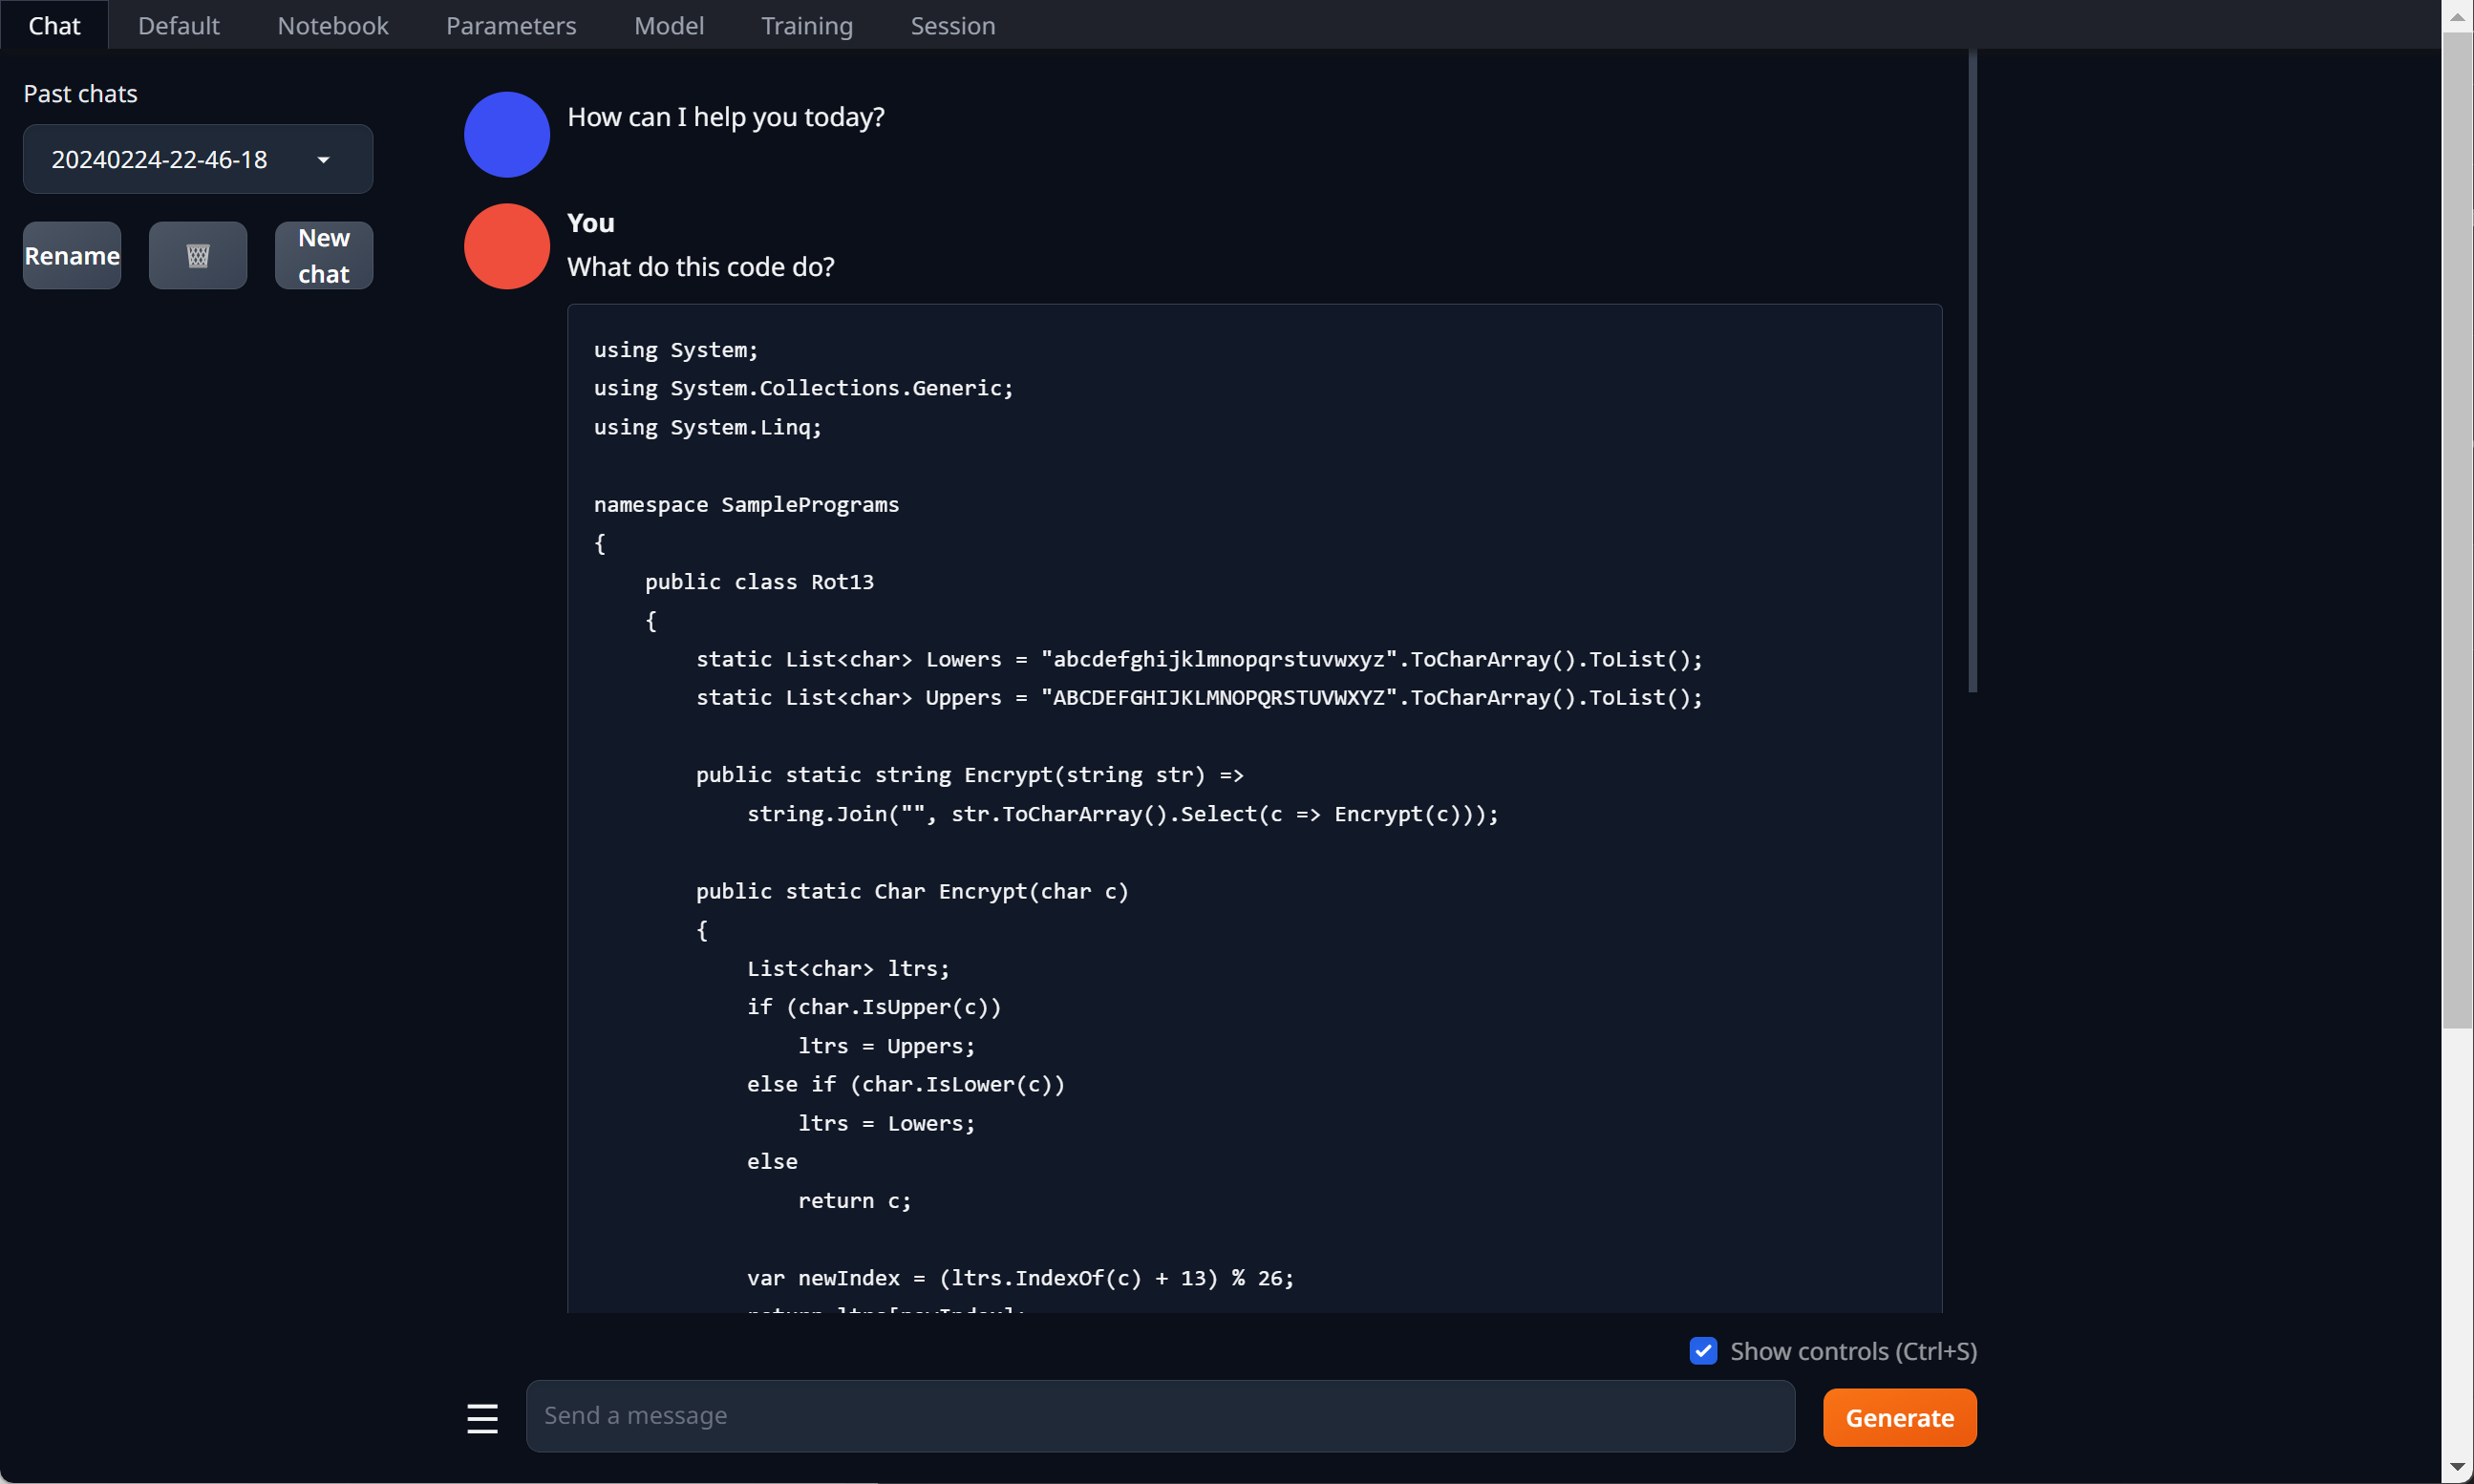 Chat Default Notebook Parameters Model Training Session
Past chats
20240224-22-46-18
Rename
New
chat
How can I help you today?
You
What do this code do?
using System;
using System.Collections.Generic;
using System.Linq;
namespace SamplePrograms
{
    public class Rot13
    {
        static List<char> Lowers = "abcdefghijklmnopqrstuvwxyz".ToCharArray().ToList();
        static List<char> Uppers = "ABCDEFGHIJKLMNOPQRSTUVWXYZ".ToCharArray().ToList();
        public static string Encrypt(string str) =>
            string.Join("", str.ToCharArray().Select(c => Encrypt(c)));
        public static Char Encrypt(char c)
        {
            List<char> ltrs;
            if (char.IsUpper(c))
                ltrs = Uppers;
            else if (char.IsLower(c))
                ltrs = Lowers;
            else
                return c;
            var newIndex = (ltrs.IndexOf(c) + 13) % 26;
            return ltrs[newIndex];
Show controls (Ctrl+S)
Send a message
Generate